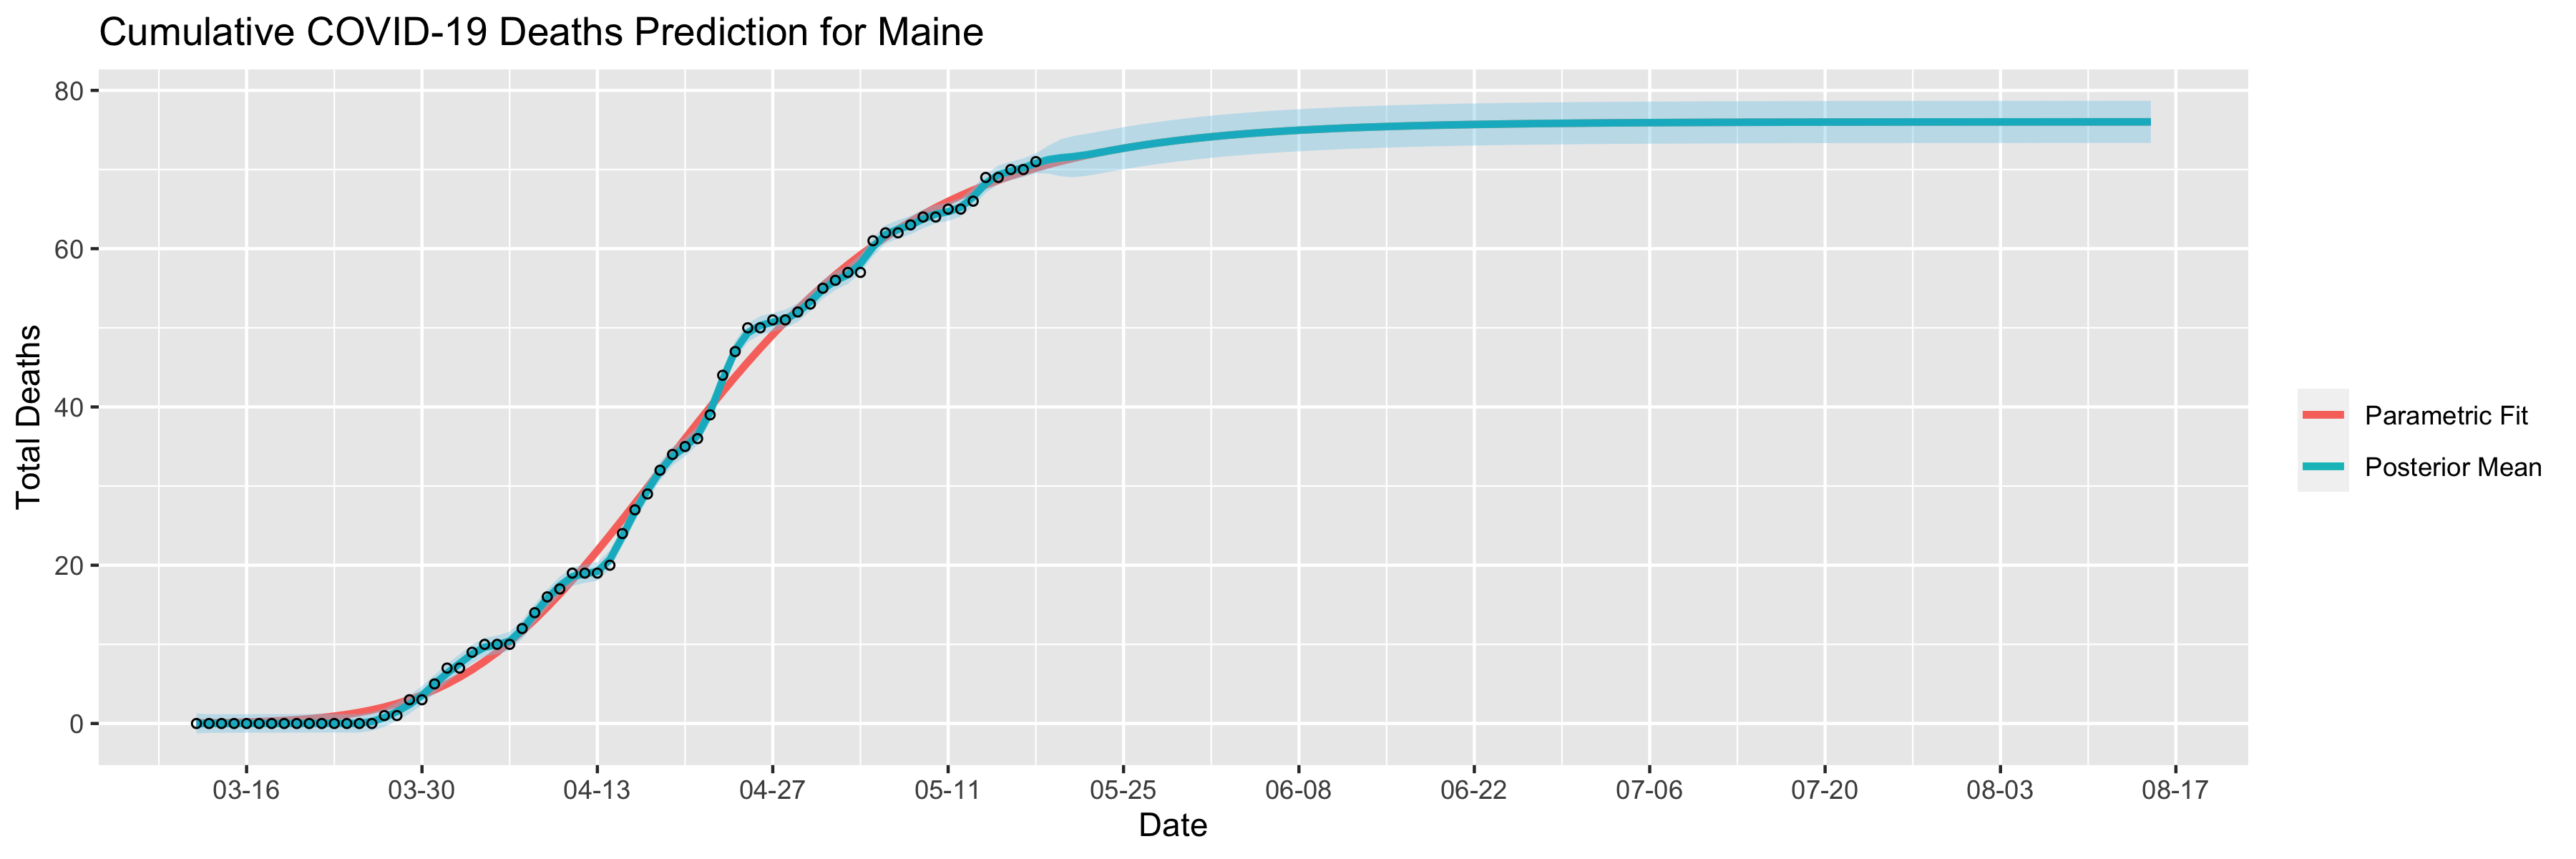 Cumulative COVID-19 Deaths Prediction for Maine
80
60
40
20
0
Total Deaths
03-16 03-30 04-13 04-27 05-11 05-25 06-08 06-22 07-06 07-20 08-03 08-17
Date
Parametric Fit
Posterior Mean